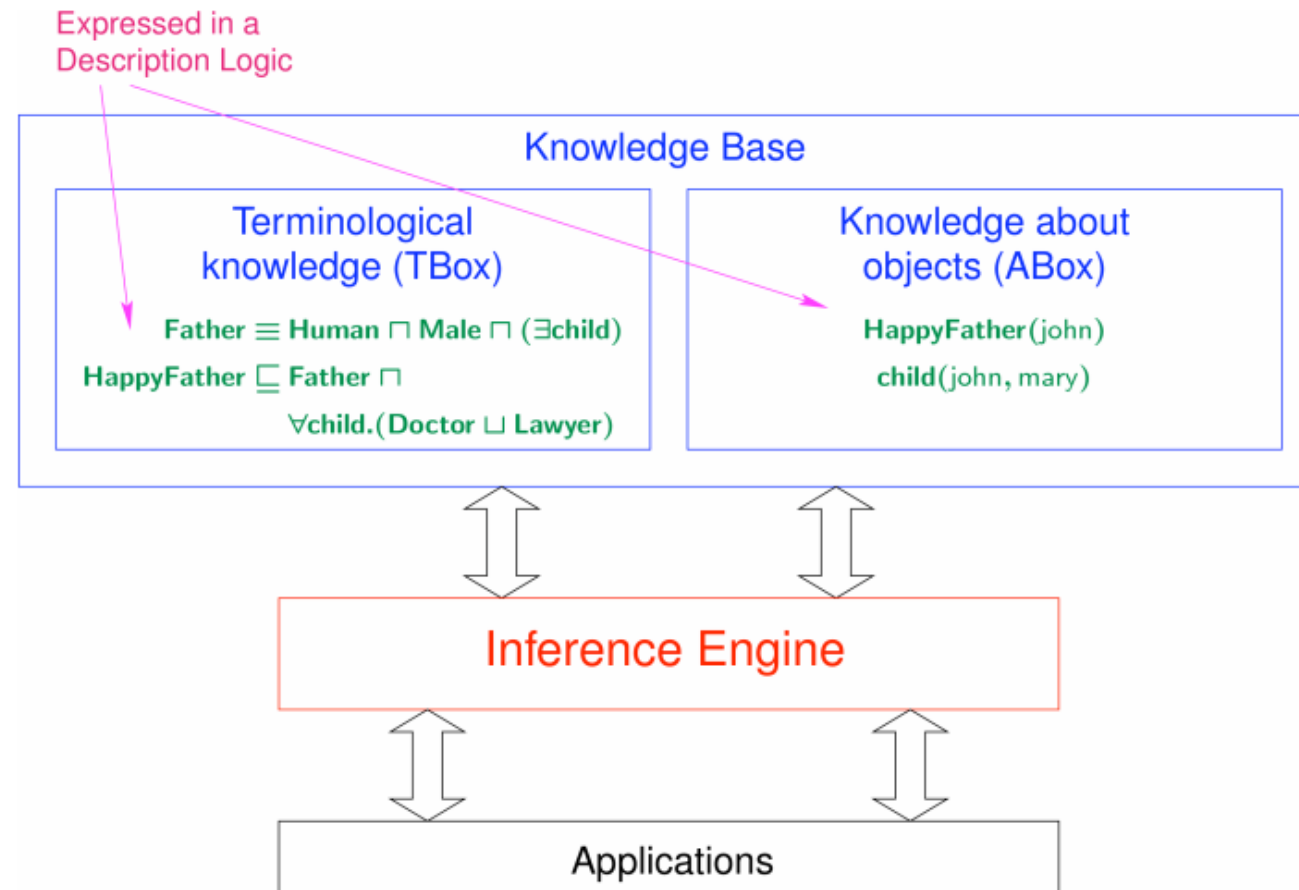 Expressed in a
Description Logic
Knowledge Base
Terminological
knowledge (TBox)
Father ≡ Human ⊓ Male ⊓ (∃child)
HappyFather ⊑ Father ⊓
∀child.(Doctor ⊔ Lawyer)
Knowledge about
objects (ABox)
HappyFather(john)
child(john, mary)
Inference Engine
Applications